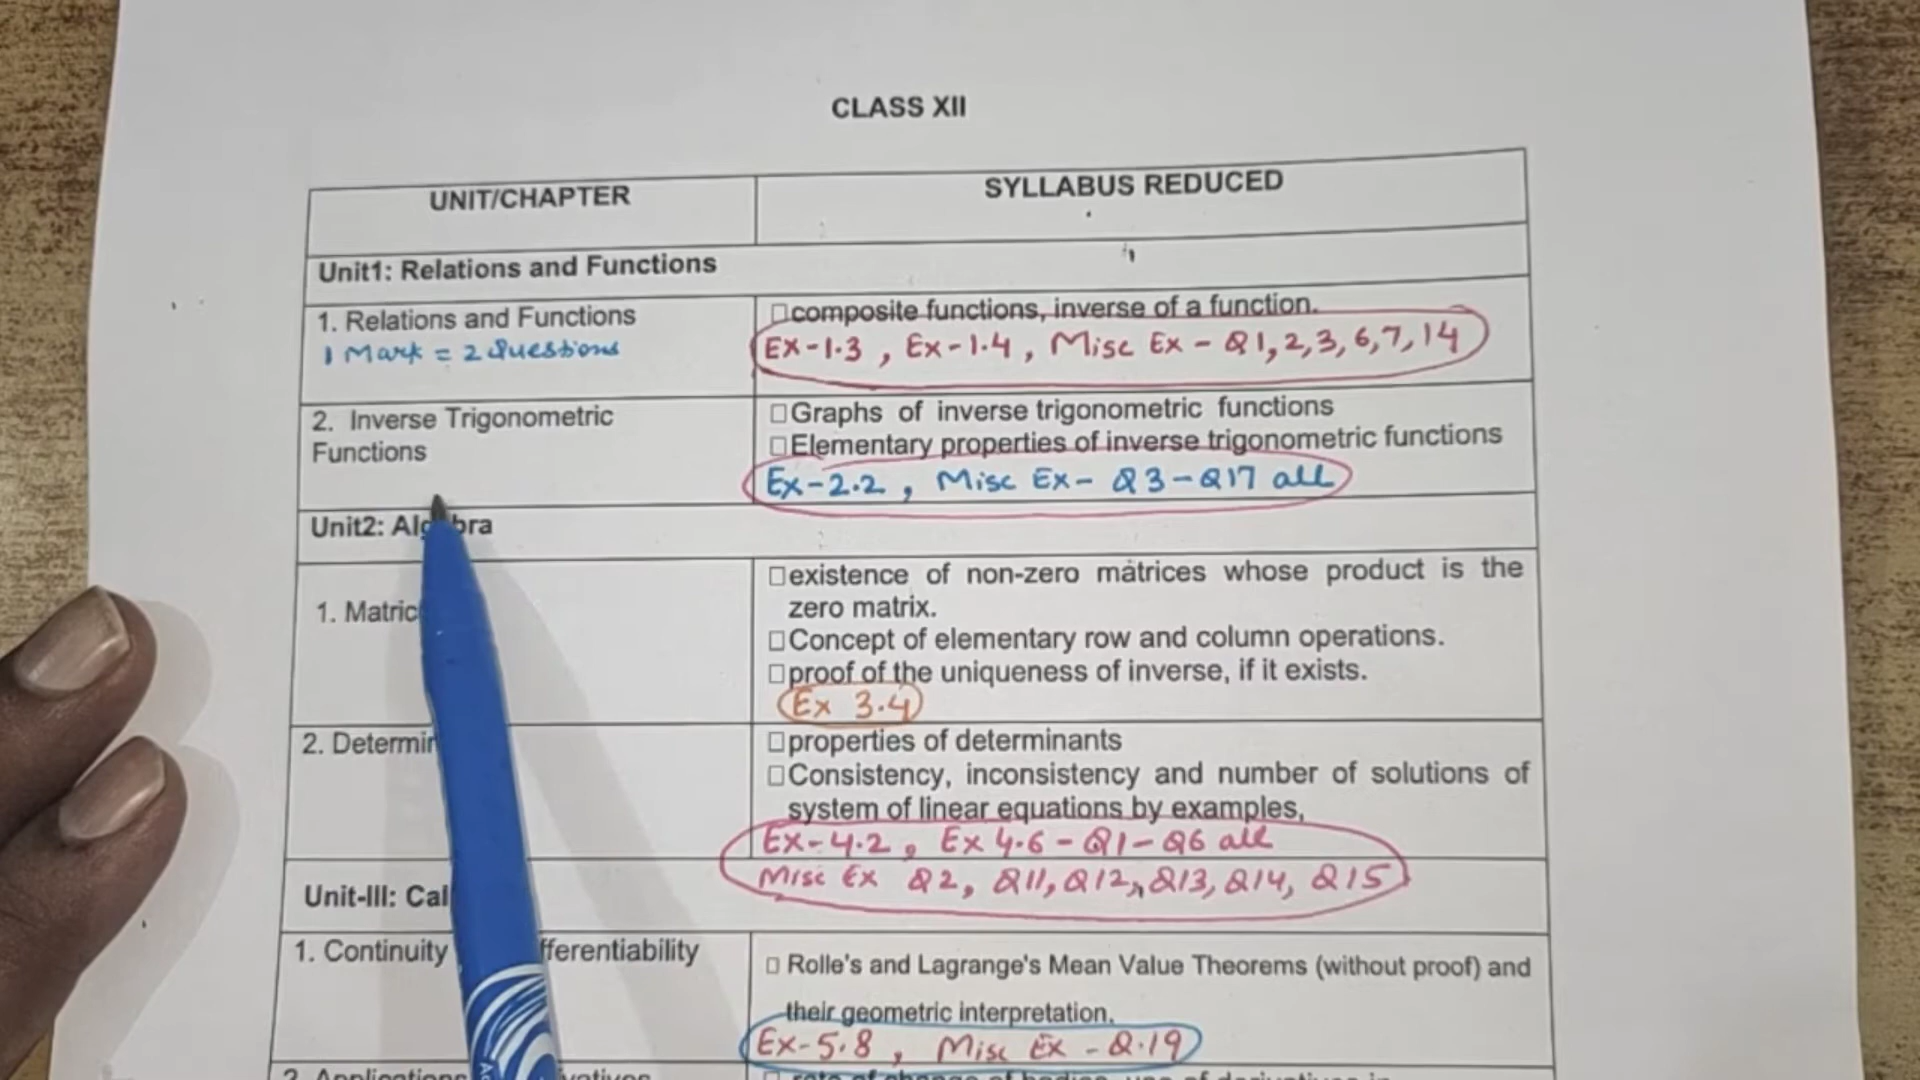 CLASS XII
UNIT/CHAPTER
SYLLABUS REDUCED
Unit1: Relations and Functions
1. Relations and Functions
1 Mark = 2 Questions
□composite functions, inverse of a function.
Ex-1.3 , Ex-1.4 , Misc Ex - Q1,2,3,6,7,14
2. Inverse Trigonometric
Functions
□Graphs of inverse trigonometric functions
□Elementary properties of inverse trigonometric functions
Ex-2.2 , Misc Ex- Q3-Q17 all
Unit2: Al bra
1. Matric
□existence of non-zero matrices whose product is the
zero matrix.
□Concept of elementary row and column operations.
□proof of the uniqueness of inverse, if it exists.
Ex 3.4
2. Determin
□properties of determinants
□Consistency, inconsistency and number of solutions of
system of linear equations by examples,
Ex-4.2 , Ex 4.6-Q1-Q6 all
Misc Ex Q2, Q11, Q12, Q13, Q14, Q15
Unit-III: Cal
1. Continuity fferentiability
□ Rolle's and Lagrange's Mean Value Theorems (without proof) and
their geometric interpretation.
Ex-5.8 , Misc Ex - Q.19